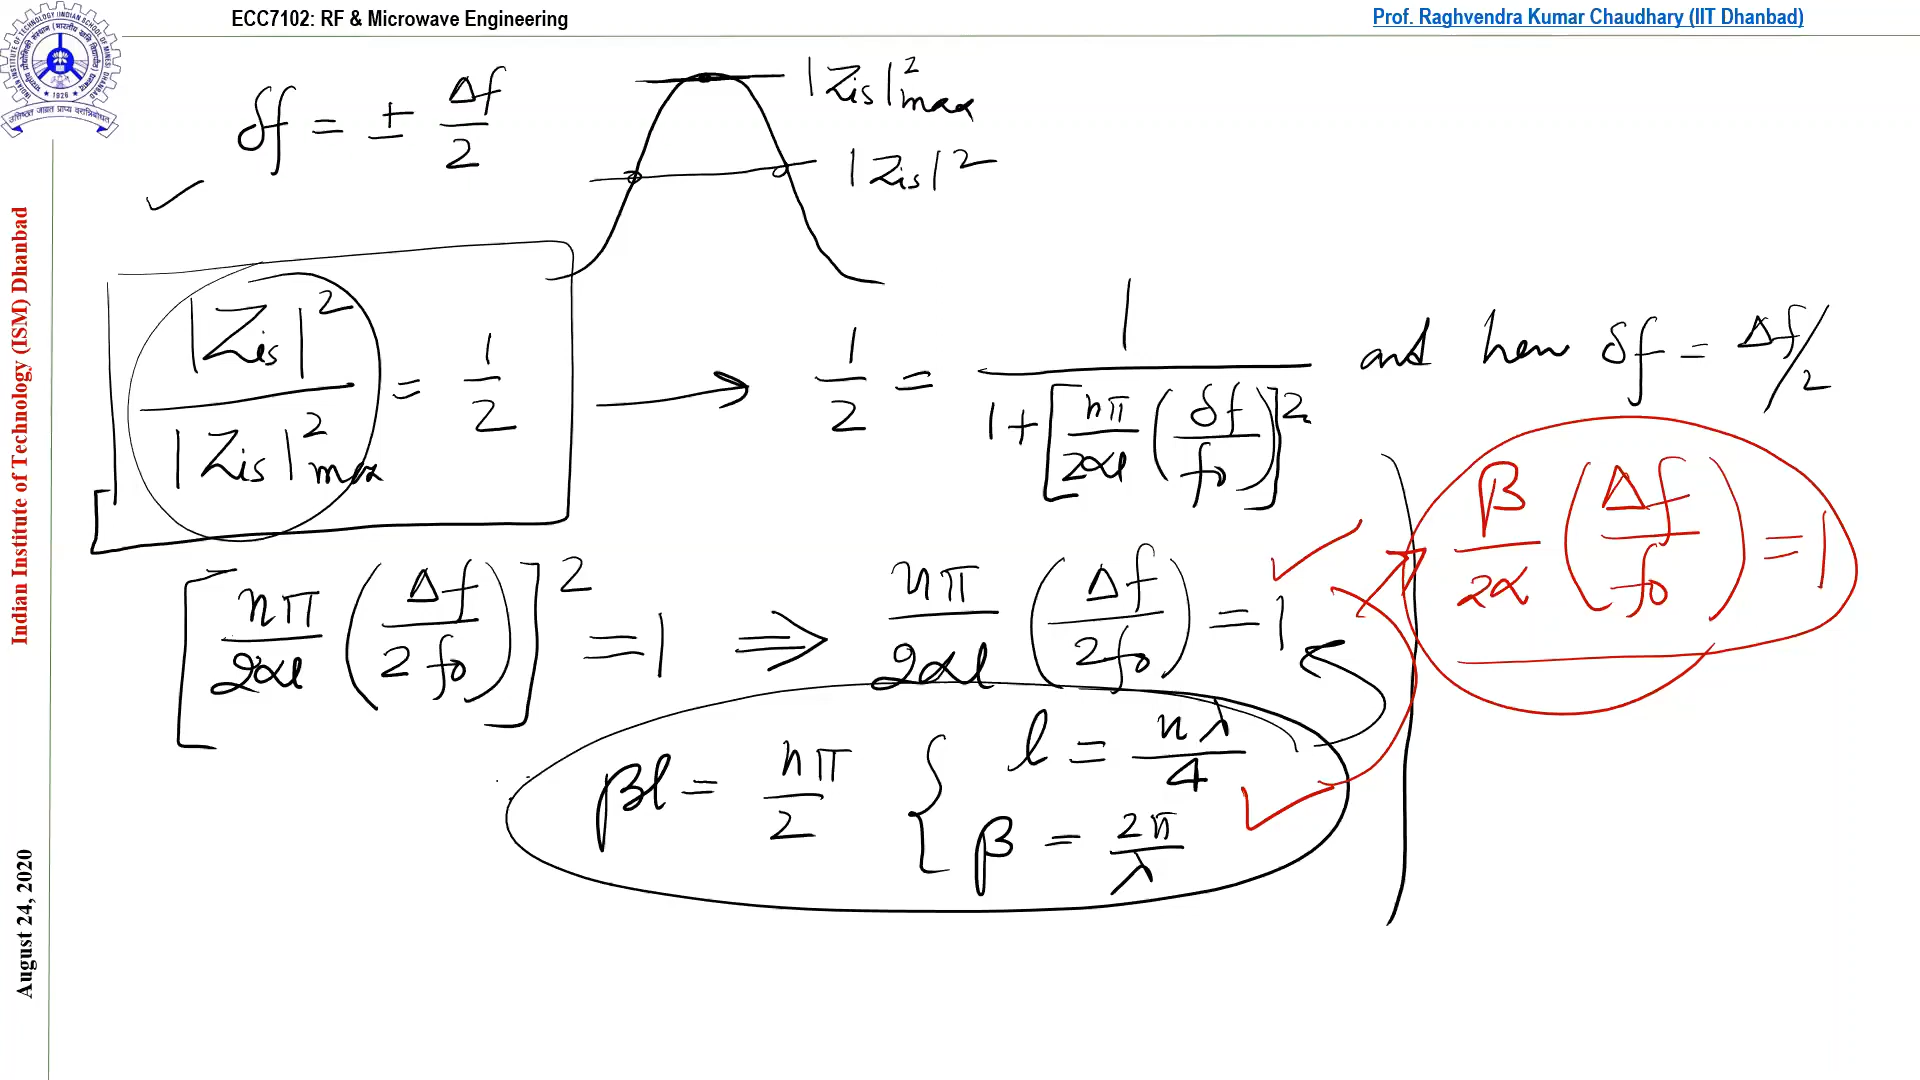 ECC7102: RF & Microwave Engineering
Prof. Raghvendra Kumar Chaudhary (IIT Dhanbad)
Indian Institute of Technology (ISM) Dhanbad
August 24, 2020
1926
δf = ± Δf/2
|Zis|²max
|Zis|²
|Zis|² / |Zis|²max = 1/2 → 1/2 = 1 / (1 + [nπ/2αl (δf/f0)]²) and δf = Δf/2
[nπ/2αl (Δf/2f0)]² = 1 ⇒ nπ/2αl (Δf/2f0) = 1
β/2α (Δf/f0) = 1
βl = nπ/2 { l = nλ/4
β = 2π/λ